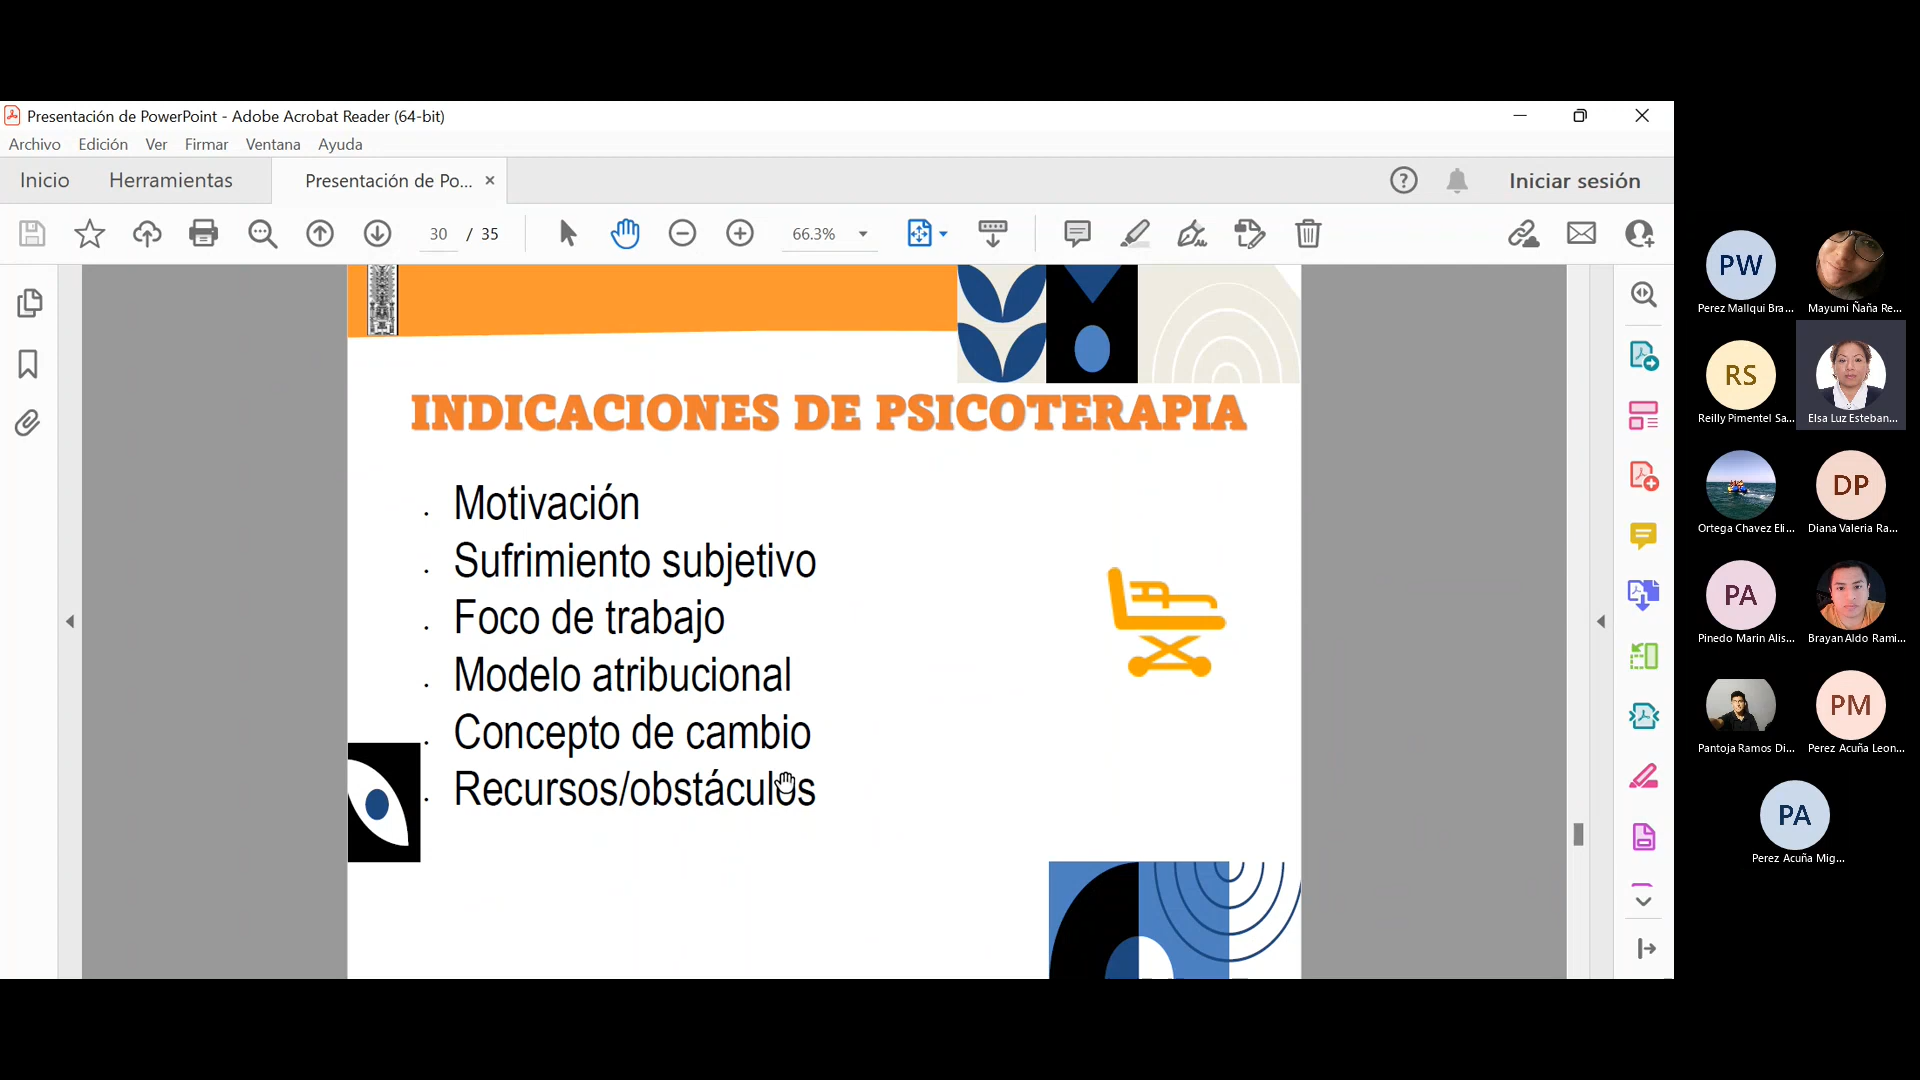 Presentación de PowerPoint - Adobe Acrobat Reader (64-bit)
Archivo Edición Ver Firmar Ventana Ayuda
Inicio Herramientas Presentación de Po... × Iniciar sesión
30 / 35 66.3%
INDICACIONES DE PSICOTERAPIA
. Motivación
. Sufrimiento subjetivo
. Foco de trabajo
. Modelo atribucional
. Concepto de cambio
. Recursos/obstáculos
PW
Perez Mallqui Bra... Mayumi Ñaña Re...
RS
Reilly Pimentel Sa... Elsa Luz Esteban...
DP
Ortega Chavez Eli... Diana Valeria Ra...
PA
Pinedo Marin Alis... Brayan Aldo Rami...
PM
Pantoja Ramos Di... Perez Acuña Leon...
PA
Perez Acuña Mig...